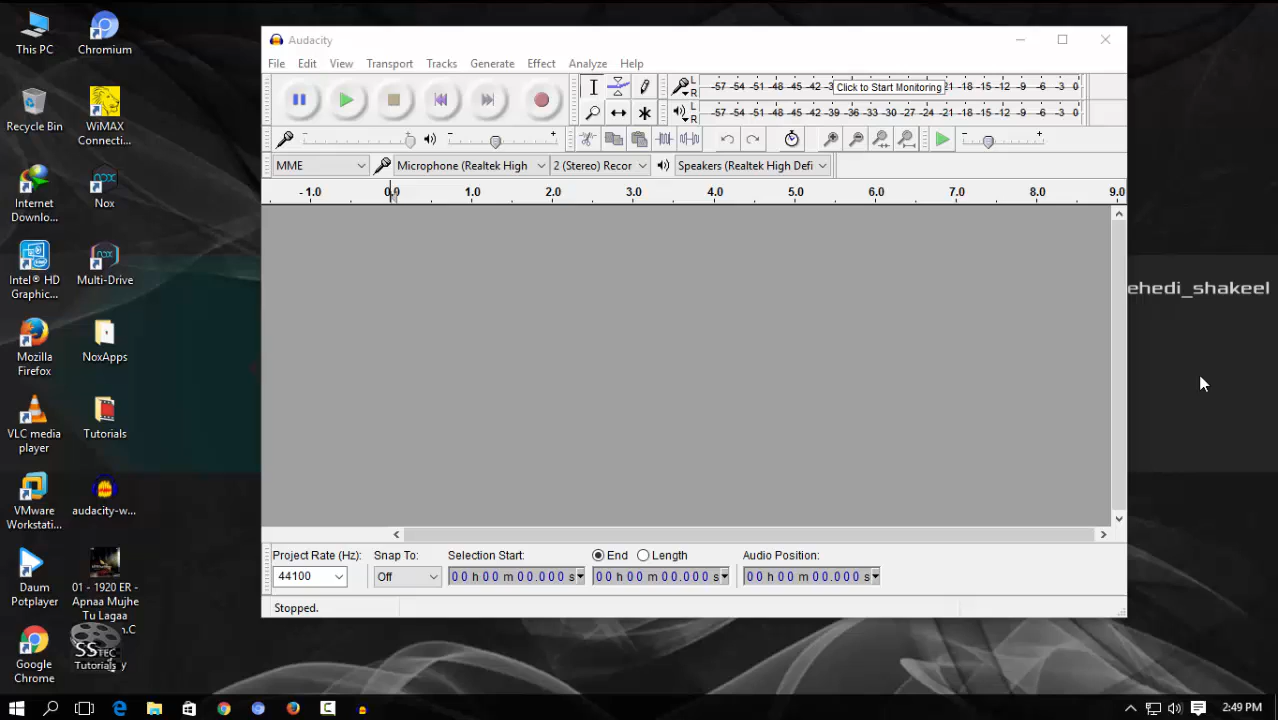 This PC
Chromium
Recycle Bin
WiMAX
Connecti...
Internet
Downlo...
Nox
Intel® HD
Graphic...
Multi-Drive
Mozilla
Firefox
NoxApps
VLC media
player
Tutorials
VMware
Workstati...
audacity-w...
Daum
Potplayer
01 - 1920 ER -
Apnaa Mujhe
Tu Lagaa
Google
Chrome
SSTEC
Tutorials
Audacity
File Edit View Transport Tracks Generate Effect Analyze Help
L
R
-57 -54 -51 -48 -45 -42 Click to Start Monitoring 21 -18 -15 -12 -9 -6 -3 0
L
R
-57 -54 -51 -48 -45 -42 -39 -36 -33 -30 -27 -24 -21 -18 -15 -12 -9 -6 -3 0
MME Microphone (Realtek High 2 (Stereo) Recor Speakers (Realtek High Defi
- 1.0 0.0 1.0 2.0 3.0 4.0 5.0 6.0 7.0 8.0 9.0
ehedi_shakeel
Project Rate (Hz): Snap To: Selection Start: End Length Audio Position:
44100 Off 00 h 00 m 00.000 s 00 h 00 m 00.000 s 00 h 00 m 00.000 s
Stopped.
2:49 PM